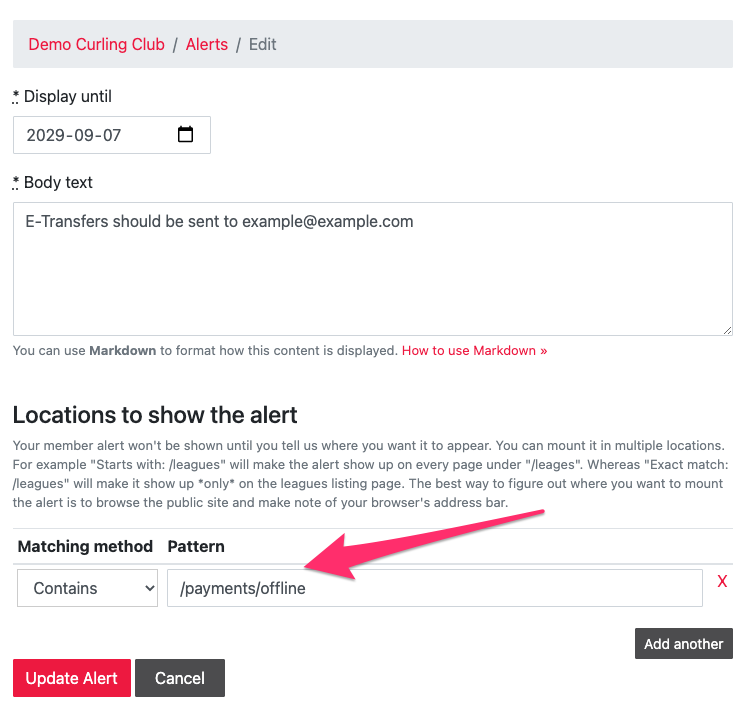 Demo Curling Club / Alerts / Edit
* Display until
2029-09-07
* Body text
E-Transfers should be sent to example@example.com
You can use Markdown to format how this content is displayed. How to use Markdown »
Locations to show the alert
Your member alert won't be shown until you tell us where you want it to appear. You can mount it in multiple locations.
For example "Starts with: /leagues" will make the alert show up on every page under "/leages". Whereas "Exact match:
/leagues" will make it show up *only* on the leagues listing page. The best way to figure out where you want to mount
the alert is to browse the public site and make note of your browser's address bar.
Matching method Pattern
Contains /payments/offline X
Add another
Update Alert Cancel